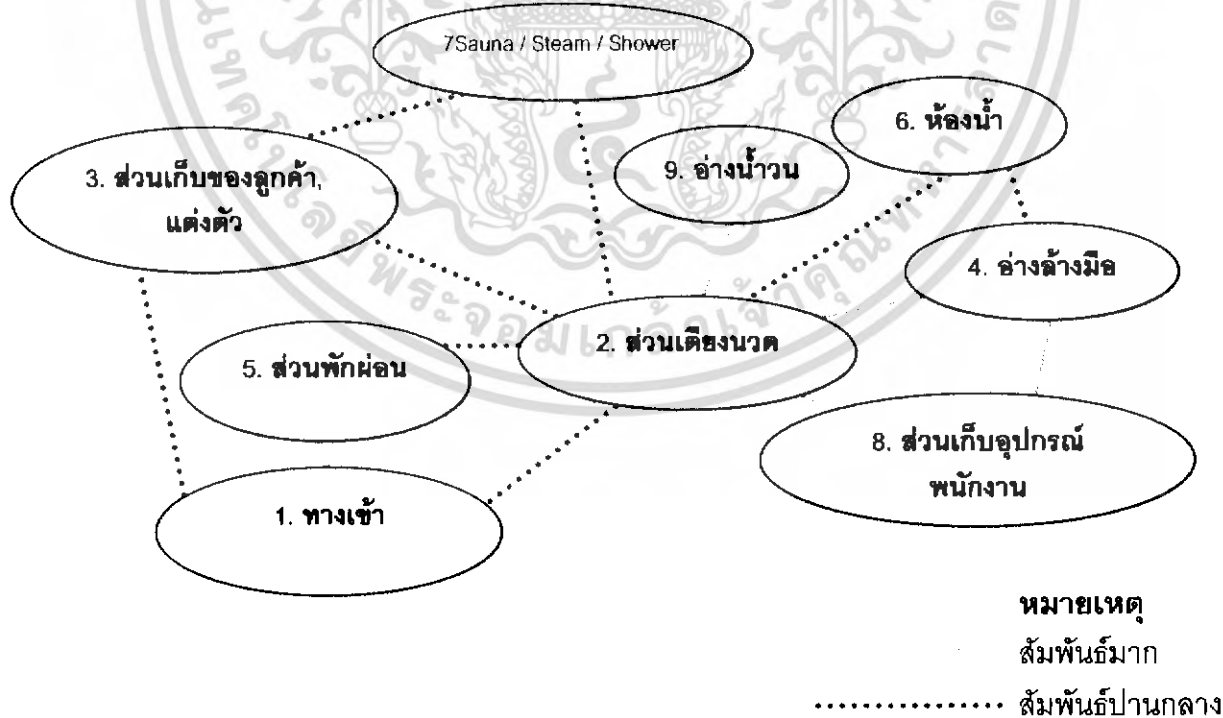 7Sauna / Steam / Shower
6. ห้องน้ำ
9. อ่างน้ำวน
3. ส่วนเก็บของลูกค้า,
แต่งตัว
4. อ่างล้างมือ
2. ส่วนเตียงนวด
5. ส่วนพักผ่อน
8. ส่วนเก็บอุปกรณ์
พนักงาน
1. ทางเข้า
หมายเหตุ
สัมพันธ์มาก
สัมพันธ์ปานกลาง